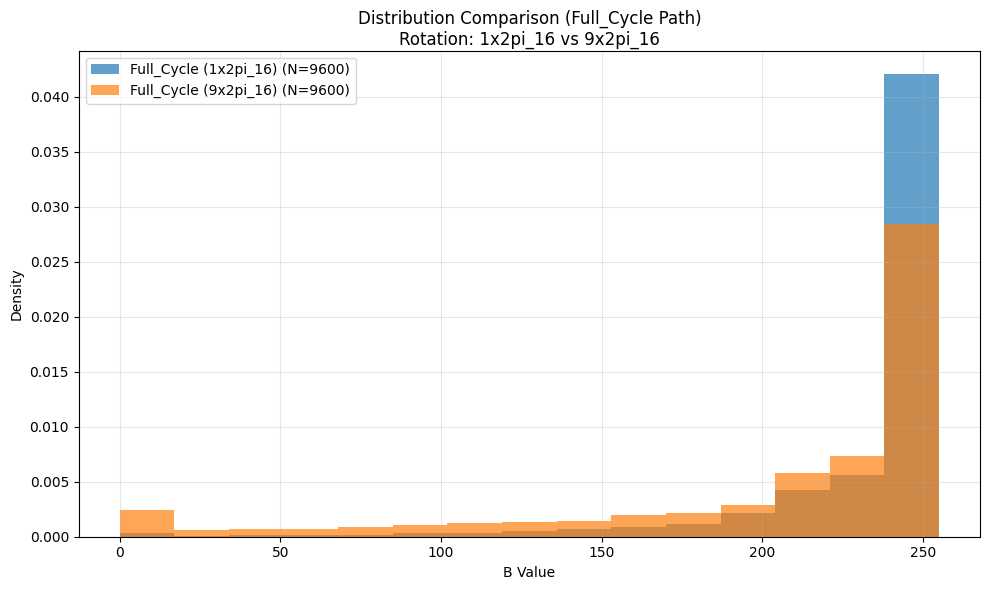 Distribution Comparison (Full_Cycle Path)
Rotation: 1x2pi_16 vs 9x2pi_16
Full_Cycle (1x2pi_16) (N=9600)
Full_Cycle (9x2pi_16) (N=9600)
0.040
0.035
0.030
0.025
0.020
0.015
0.010
0.005
0.000
Density
0 50 100 150 200 250
B Value